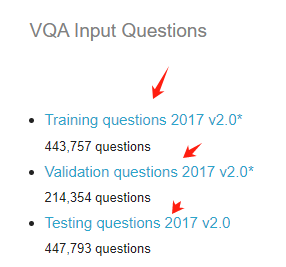 VQA Input Questions
Training questions 2017 v2.0*
443,757 questions
Validation questions 2017 v2.0*
214,354 questions
Testing questions 2017 v2.0
447,793 questions